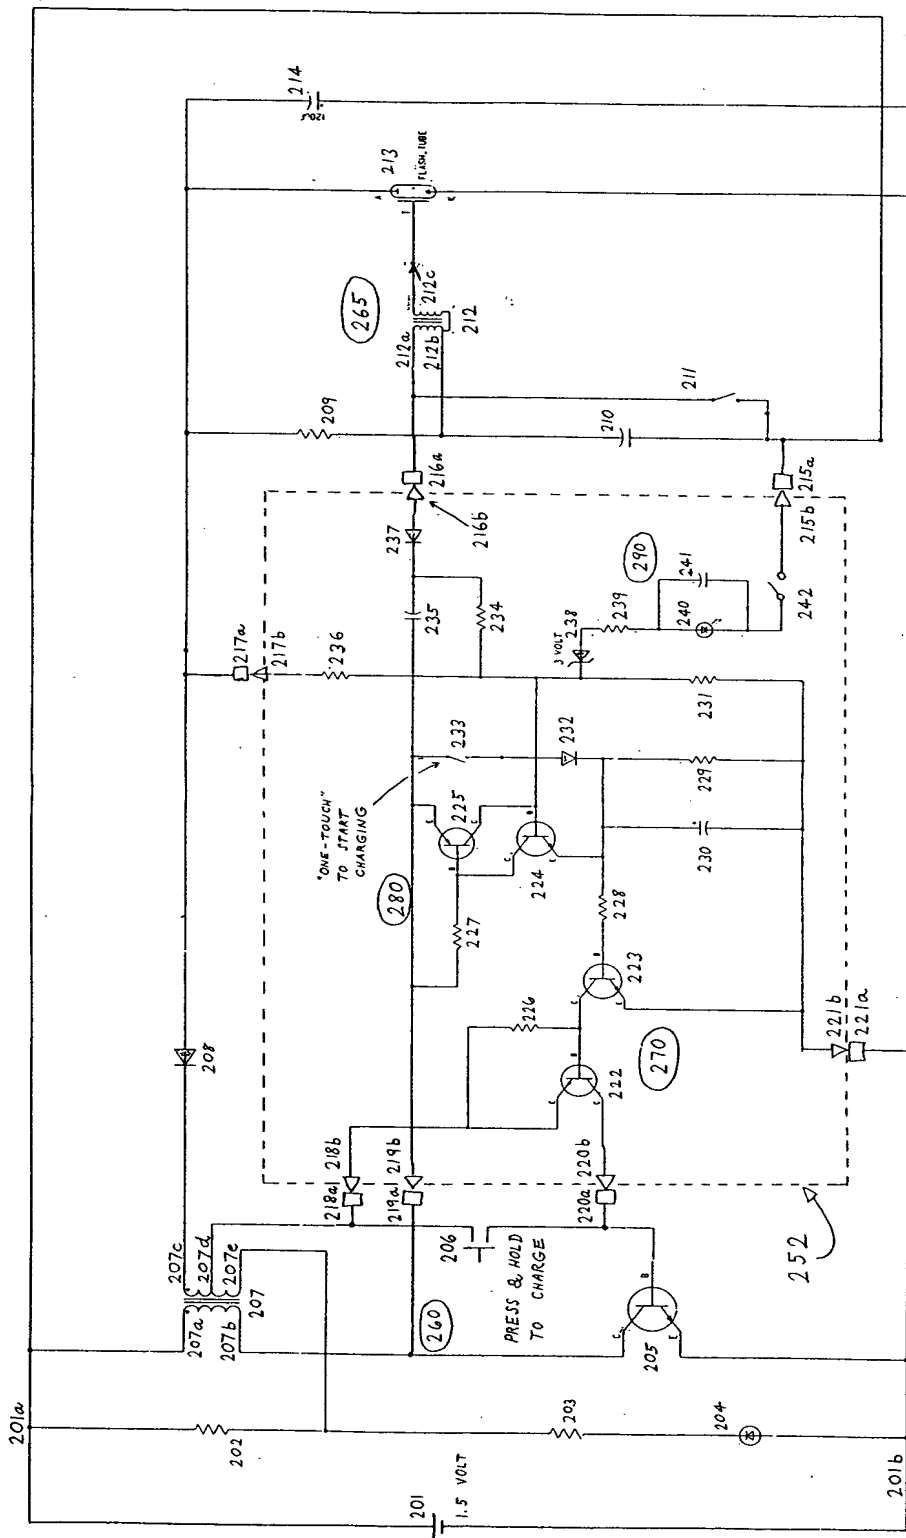 201a
202
201
1.5 VOLT
203
204
201b
207c
207d
207e
207a
207b
207
260
206
PRESS & HOLD
TO CHARGE
205
B
C
E
208
218a
218b
219a
219b
220a
220b
252
280
"ONE-TOUCH"
TO START
CHARGING
227
225
224
226
222
270
223
228
221b
221a
233
232
230
229
217a
217b
236
235
234
237
216a
216b
3 VOLT
238
239
290
240
241
242
231
215b
215a
209
210
211
265
212a
212b
212
212c
213
FLASH TUBE
A
T
K
214